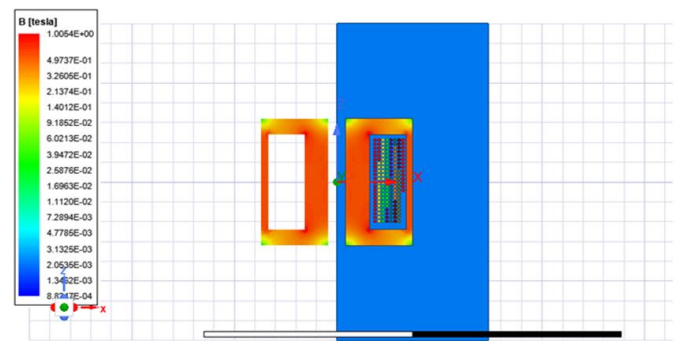 B [tesla]
1.0054E+00
4.9737E-01
3.2605E-01
2.1374E-01
1.4012E-01
9.1852E-02
6.0213E-02
3.9472E-02
2.5876E-02
1.6963E-02
1.1120E-02
7.2894E-03
4.7785E-03
3.1325E-03
2.0535E-03
Z
X
X